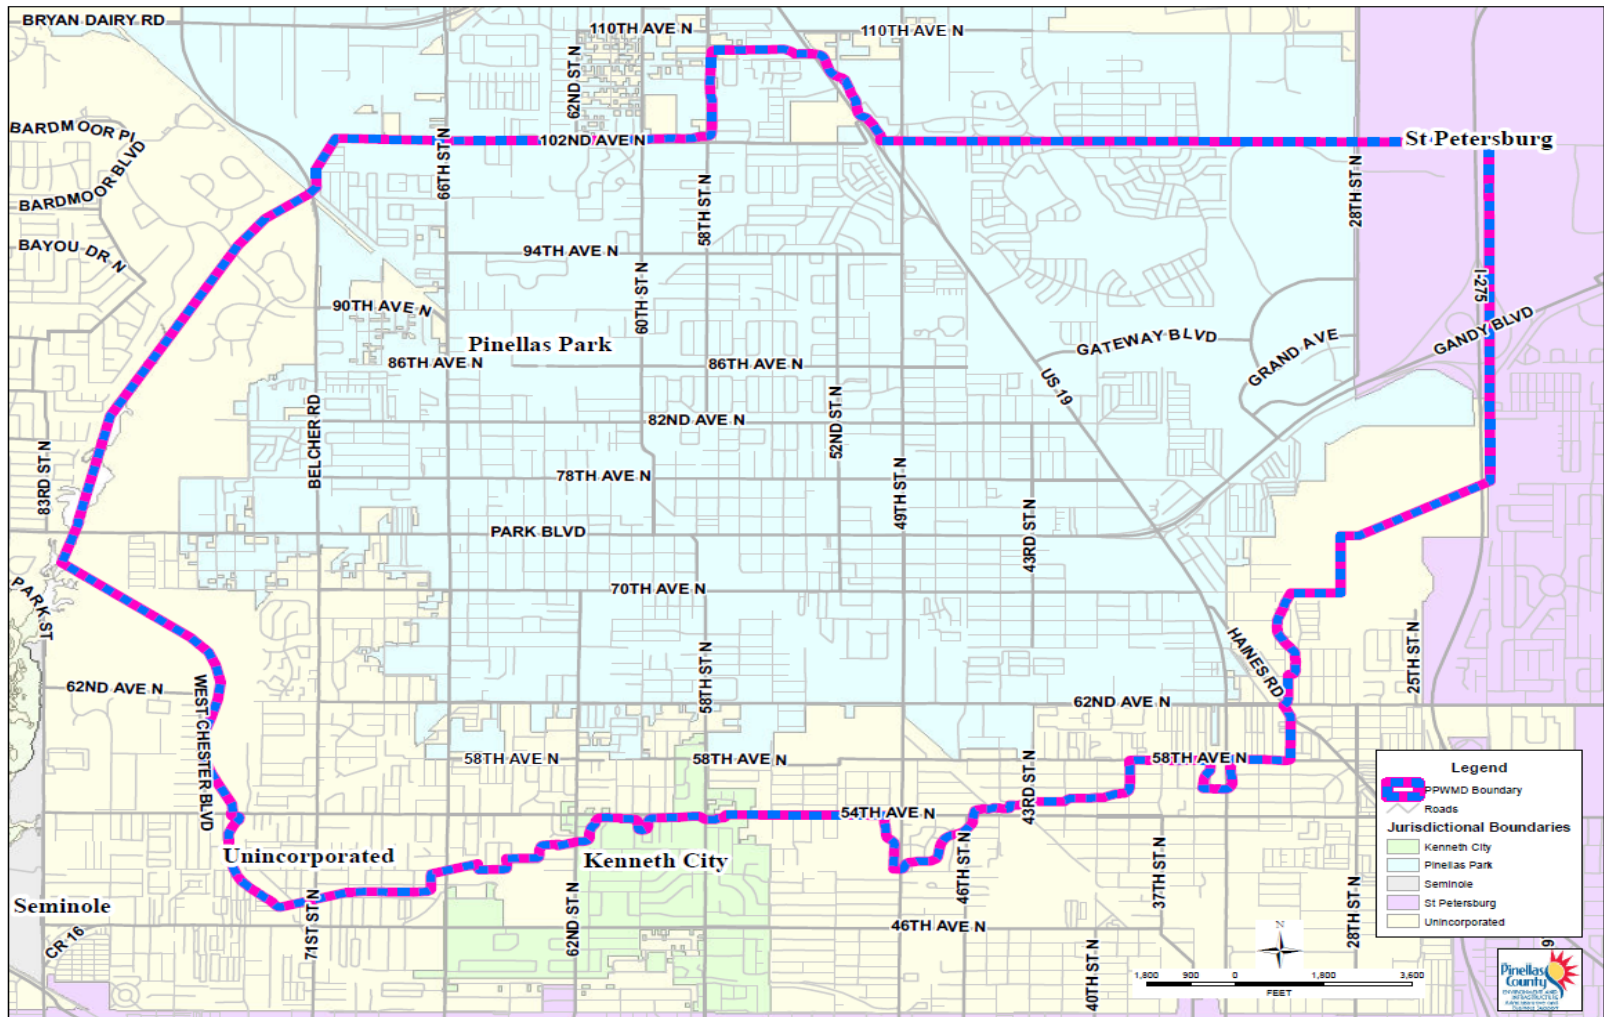 BRYAN DAIRY RD
110TH AVE N
110TH AVE N
62ND ST N
BARDMOOR Pl
BARDMOOR BLVD
102ND AVE N
St Petersburg
66TH ST N
58TH ST N
28TH ST N
BARDMOOR BLVD
BAYOU DR N
94TH AVE N
60TH ST N
I-275
90TH AVE N
Pinellas Park
GATEWAY BLVD
GRAND AVE
GANDY BLVD
86TH AVE N
86TH AVE N
US 19
82ND AVE N
52ND ST N
BELCHER RD
83RD ST N
78TH AVE N
49TH ST N
43RD ST N
PARK BLVD
PARK ST
70TH AVE N
HAINES RD
25TH ST N
58TH ST N
62ND AVE N
62ND AVE N
WEST CHESTER BLVD
58TH AVE N
58TH AVE N
58TH AVE N
43RD ST N
54TH AVE N
Unincorporated
Kenneth City
46TH ST N
37TH ST N
Seminole
71ST ST N
62ND ST N
46TH AVE N
28TH ST N
CR 16
40TH ST N
N
1,800 900 0 1,800 3,600
FEET
Legend
PPWMD Boundary
Roads
Jurisdictional Boundaries
Kenneth City
Pinellas Park
Seminole
St Petersburg
Unincorporated
Pinellas
County